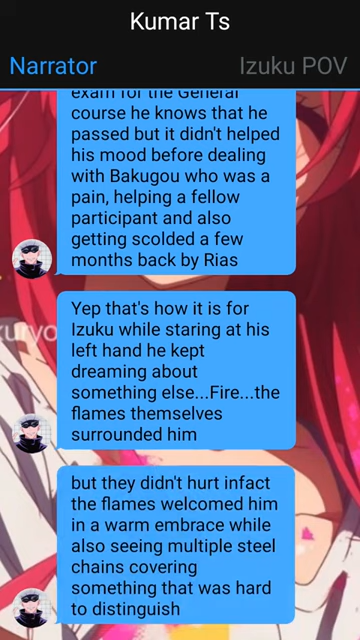 Kumar Ts
Narrator
Izuku POV
exam for the General
course he knows that he
passed but it didn't helped
his mood before dealing
with Bakugou who was a
pain, helping a fellow
participant and also
getting scolded a few
months back by Rias
Yep that's how it is for
Izuku while staring at his
left hand he kept
dreaming about
something else...Fire...the
flames themselves
surrounded him
but they didn't hurt infact
the flames welcomed him
in a warm embrace while
also seeing multiple steel
chains covering
something that was hard
to distinguish